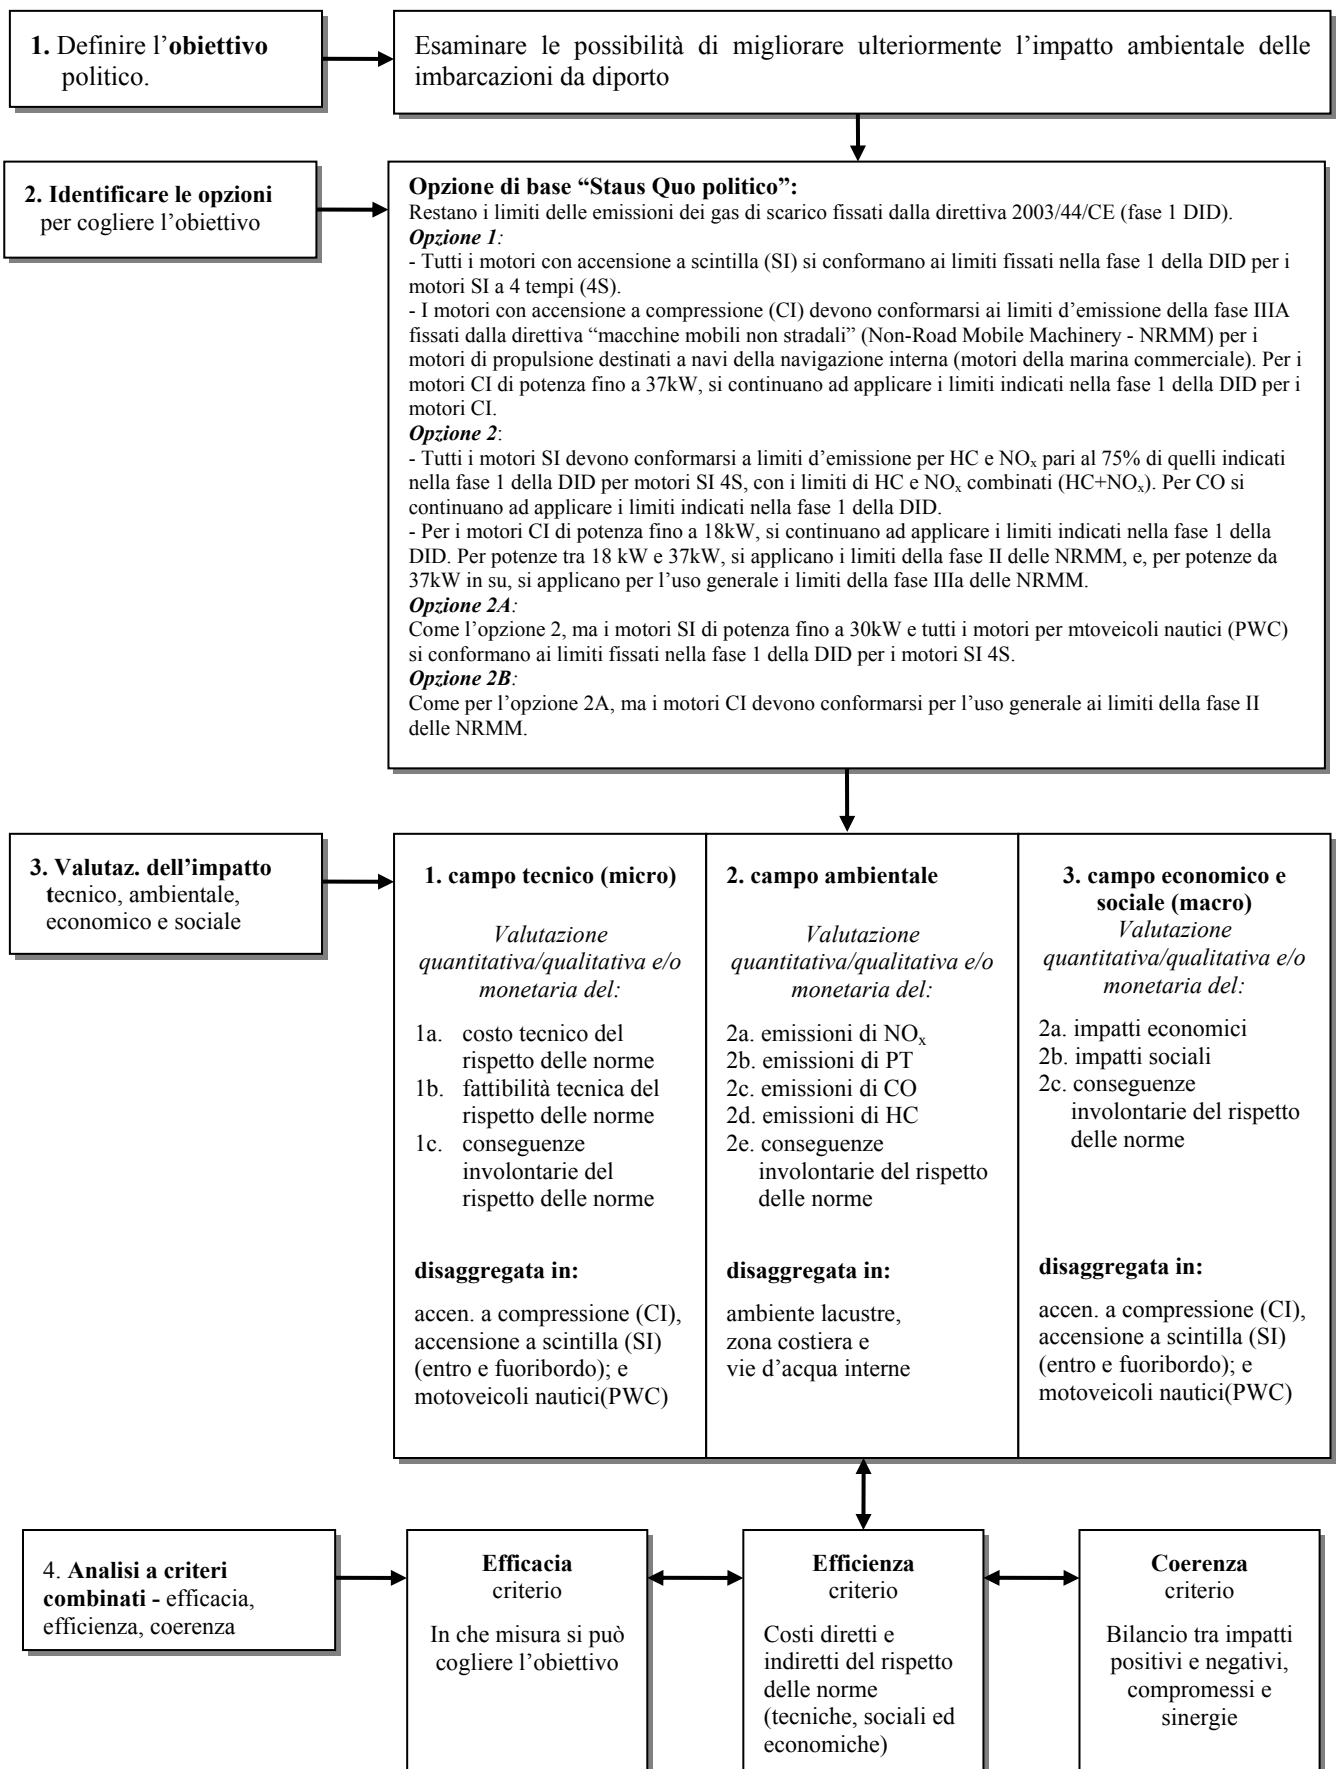 1. Definire l’obiettivo
politico.
Esaminare le possibilità di migliorare ulteriormente l’impatto ambientale delle
imbarcazioni da diporto
2. Identificare le opzioni
per cogliere l’obiettivo
Opzione di base “Staus Quo politico”:
Restano i limiti delle emissioni dei gas di scarico fissati dalla direttiva 2003/44/CE (fase 1 DID).
Opzione 1:
- Tutti i motori con accensione a scintilla (SI) si conformano ai limiti fissati nella fase 1 della DID per i
motori SI a 4 tempi (4S).
- I motori con accensione a compressione (CI) devono conformarsi ai limiti d’emissione della fase IIIA
fissati dalla direttiva “macchine mobili non stradali” (Non-Road Mobile Machinery - NRMM) per i
motori di propulsione destinati a navi della navigazione interna (motori della marina commerciale). Per i
motori CI di potenza fino a 37kW, si continuano ad applicare i limiti indicati nella fase 1 della DID per i
motori CI.
Opzione 2:
- Tutti i motori SI devono conformarsi a limiti d’emissione per HC e NOx pari al 75% di quelli indicati
nella fase 1 della DID per motori SI 4S, con i limiti di HC e NOx combinati (HC+NOx). Per CO si
continuano ad applicare i limiti indicati nella fase 1 della DID.
- Per i motori CI di potenza fino a 18kW, si continuano ad applicare i limiti indicati nella fase 1 della
DID. Per potenze tra 18 kW e 37kW, si applicano i limiti della fase II delle NRMM, e, per potenze da
37kW in su, si applicano per l’uso generale i limiti della fase IIIa delle NRMM.
Opzione 2A:
Come l’opzione 2, ma i motori SI di potenza fino a 30kW e tutti i motori per mtoveicoli nautici (PWC)
si conformano ai limiti fissati nella fase 1 della DID per i motori SI 4S.
Opzione 2B:
Come per l’opzione 2A, ma i motori CI devono conformarsi per l’uso generale ai limiti della fase II
delle NRMM.
3. Valutaz. dell’impatto
tecnico, ambientale,
economico e sociale
1. campo tecnico (micro)
Valutazione
quantitativa/qualitativa e/o
monetaria del:
1a. costo tecnico del
rispetto delle norme
1b. fattibilità tecnica del
rispetto delle norme
1c. conseguenze
involontarie del
rispetto delle norme
disaggregata in:
accen. a compressione (CI),
accensione a scintilla (SI)
(entro e fuoribordo); e
motoveicoli nautici(PWC)
2. campo ambientale
Valutazione
quantitativa/qualitativa e/o
monetaria del:
2a. emissioni di NOx
2b. emissioni di PT
2c. emissioni di CO
2d. emissioni di HC
2e. conseguenze
involontarie del rispetto
delle norme
disaggregata in:
ambiente lacustre,
zona costiera e
vie d’acqua interne
3. campo economico e
sociale (macro)
Valutazione
quantitativa/qualitativa e/o
monetaria del:
2a. impatti economici
2b. impatti sociali
2c. conseguenze
involontarie del rispetto
delle norme
disaggregata in:
accen. a compressione (CI),
accensione a scintilla (SI)
(entro e fuoribordo); e
motoveicoli nautici(PWC)
4. Analisi a criteri
combinati - efficacia,
efficienza, coerenza
Efficacia
criterio
In che misura si può
cogliere l’obiettivo
Efficienza
criterio
Costi diretti e
indiretti del rispetto
delle norme
(tecniche, sociali ed
economiche)
Coerenza
criterio
Bilancio tra impatti
positivi e negativi,
compromessi e
sinergie